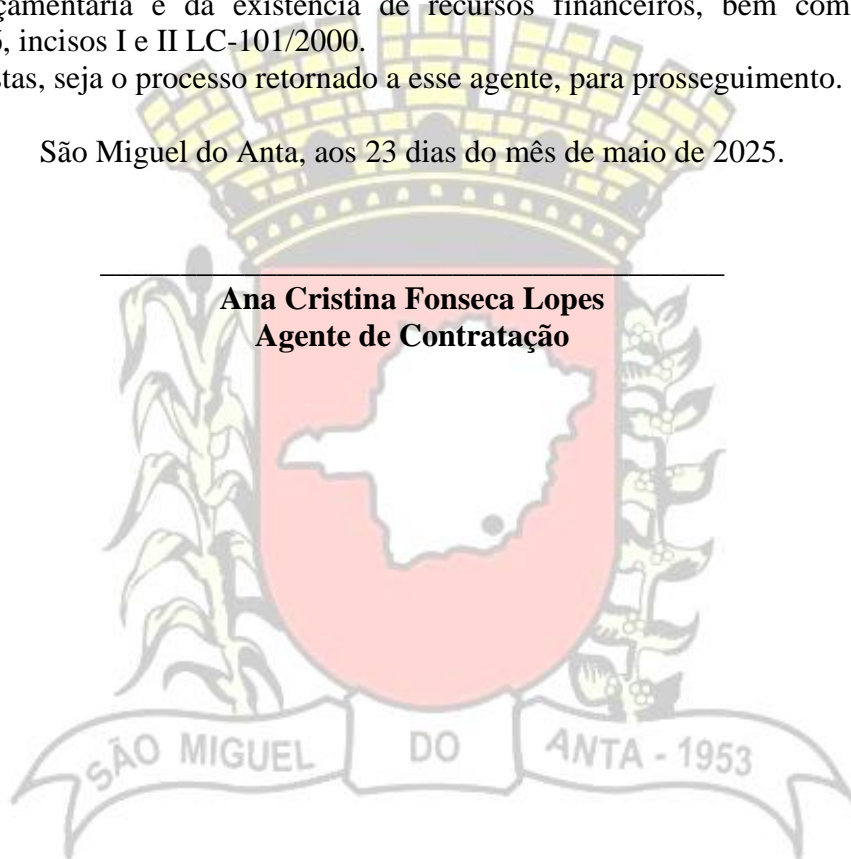 çamentária e da existência de recursos financeiros, bem com
, incisos I e II LC-101/2000.
tas, seja o processo retornado a esse agente, para prosseguimento.
São Miguel do Anta, aos 23 dias do mês de maio de 2025.
Ana Cristina Fonseca Lopes
Agente de Contratação
SÃO MIGUEL DO ANTA - 1953